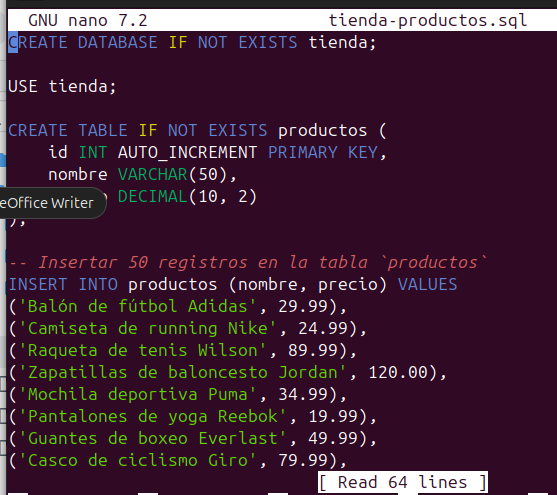 GNU nano 7.2 tienda-productos.sql
CREATE DATABASE IF NOT EXISTS tienda;
USE tienda;
CREATE TABLE IF NOT EXISTS productos (
id INT AUTO_INCREMENT PRIMARY KEY,
nombre VARCHAR(50),
eOffice Writer DECIMAL(10, 2)
);
-- Insertar 50 registros en la tabla `productos`
INSERT INTO productos (nombre, precio) VALUES
('Balón de fútbol Adidas', 29.99),
('Camiseta de running Nike', 24.99),
('Raqueta de tenis Wilson', 89.99),
('Zapatillas de baloncesto Jordan', 120.00),
('Mochila deportiva Puma', 34.99),
('Pantalones de yoga Reebok', 19.99),
('Guantes de boxeo Everlast', 49.99),
('Casco de ciclismo Giro', 79.99),
[ Read 64 lines ]